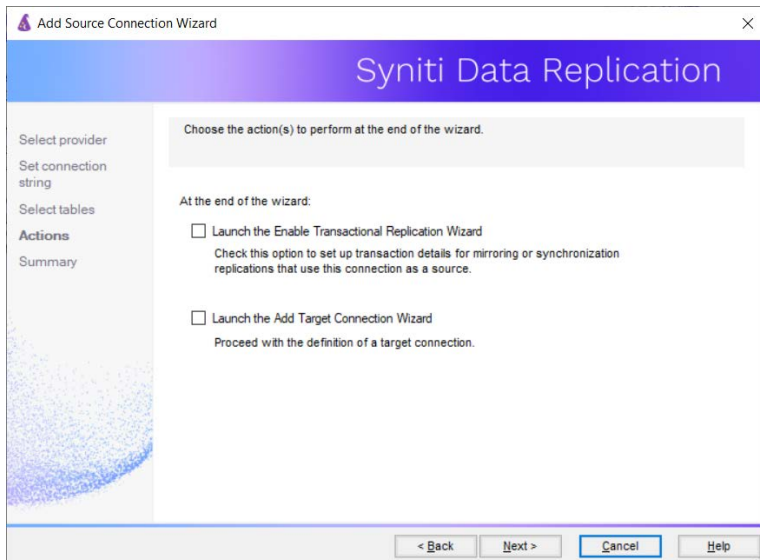 Add Source Connection Wizard
Syniti Data Replication
Select provider
Set connection
string
Select tables
Actions
Summary
Choose the action(s) to perform at the end of the wizard.
At the end of the wizard:
Launch the Enable Transactional Replication Wizard
Check this option to set up transaction details for mirroring or synchronization
replications that use this connection as a source.
Launch the Add Target Connection Wizard
Proceed with the definition of a target connection.
< Back
Next >
Cancel
Help